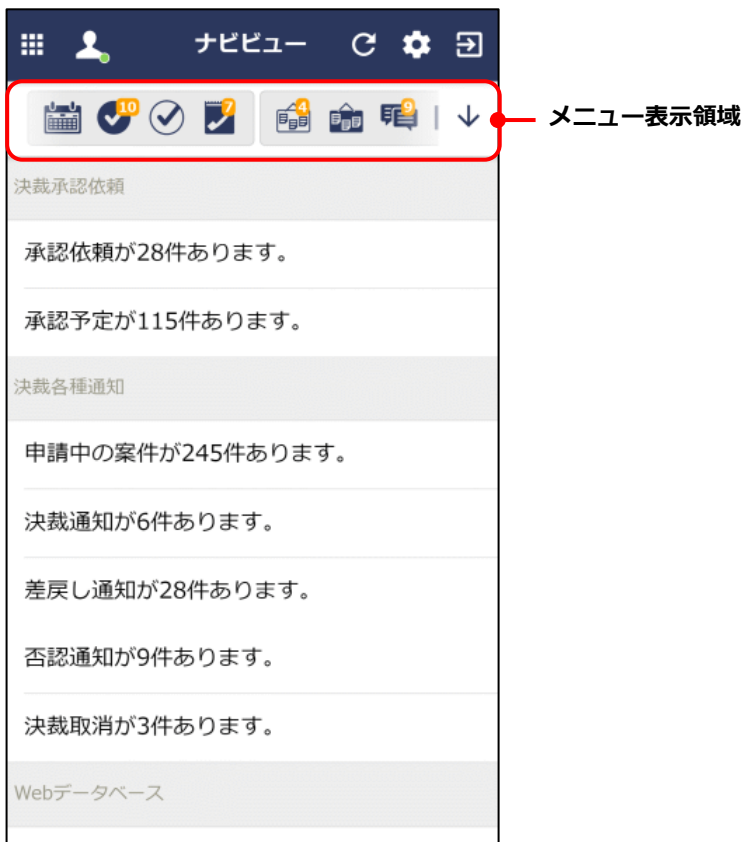 ナビビュー
10
7
4
9
メニュー表示領域
決裁承認依頼
承認依頼が28件あります。
承認予定が115件あります。
決裁各種通知
申請中の案件が245件あります。
決裁通知が6件あります。
差戻し通知が28件あります。
否認通知が9件あります。
決裁取消が3件あります。
Webデータベース